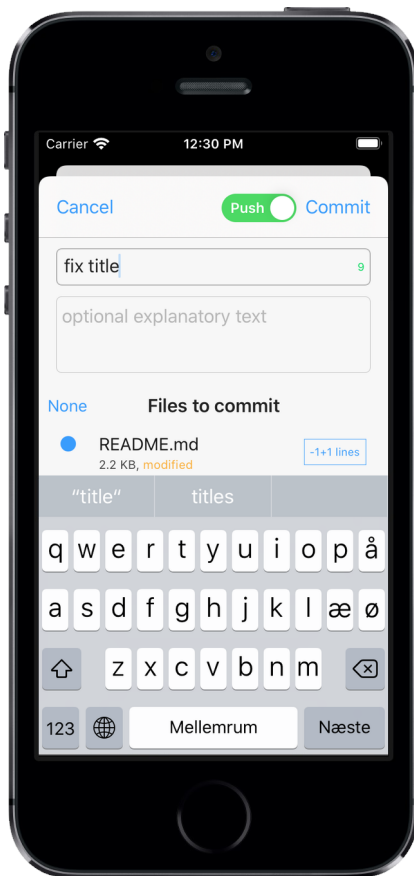 Carrier 12:30 PM
Cancel Push Commit
fix title 9
optional explanatory text
None Files to commit
README.md -1+1 lines
2.2 KB, modified
“title“ titles
q w e r t y u i o p å
a s d f g h j k l æ ø
z x c v b n m
123 Mellemrum Næste